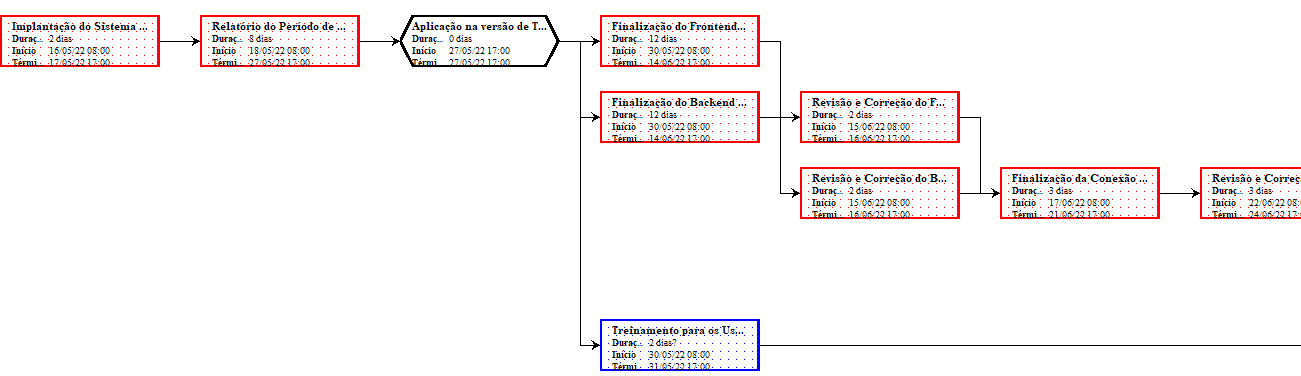 Implantação do Sistema ...
Duraç... 2 dias
Início 16/05/22 08:00
Térmi 17/05/22 17:00
Relatório do Período de ...
Duraç... 8 dias
Início 18/05/22 08:00
Térmi 27/05/22 17:00
Aplicação na versão de T...
Duraç... 0 dias
Início 27/05/22 17:00
Térmi 27/05/22 17:00
Finalização do Frontend...
Duraç... 12 dias
Início 30/05/22 08:00
Térmi 14/06/22 17:00
Finalização do Backend ...
Duraç... 12 dias
Início 30/05/22 08:00
Térmi 14/06/22 17:00
Revisão e Correção do F...
Duraç... 2 dias
Início 15/06/22 08:00
Térmi 16/06/22 17:00
Revisão e Correção do B...
Duraç... 2 dias
Início 15/06/22 08:00
Térmi 16/06/22 17:00
Finalização da Conexão ...
Duraç... 3 dias
Início 17/06/22 08:00
Térmi 21/06/22 17:00
Revisão e Correç
Duraç... 3 dias
Início 22/06/22 08:
Térmi 24/06/22 17:
Treinamento para os Us...
Duraç... 2 dias?
Início 30/05/22 08:00
Térmi 31/05/22 17:00